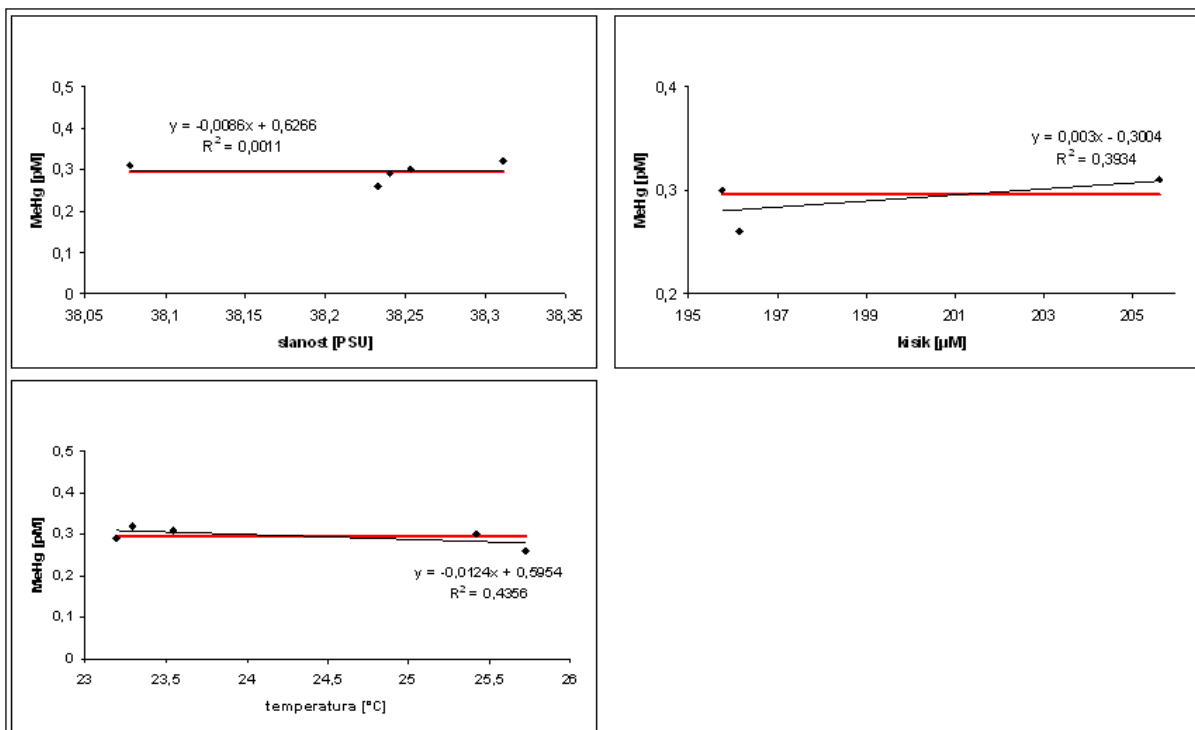 MeHg [pM]
0,5
0,4
0,3
0,2
0,1
0
y = -0,0086x + 0,6266
R² = 0,0011
38,05 38,1 38,15 38,2 38,25 38,3 38,35
slanost [PSU]
MeHg [pM]
0,4
0,3
0,2
y = 0,003x - 0,3004
R² = 0,3934
195 197 199 201 203 205
kisik [µM]
MeHg [pM]
0,5
0,4
0,3
0,2
0,1
0
y = -0,0124x + 0,5954
R² = 0,4356
23 23,5 24 24,5 25 25,5 26
temperatura [°C]